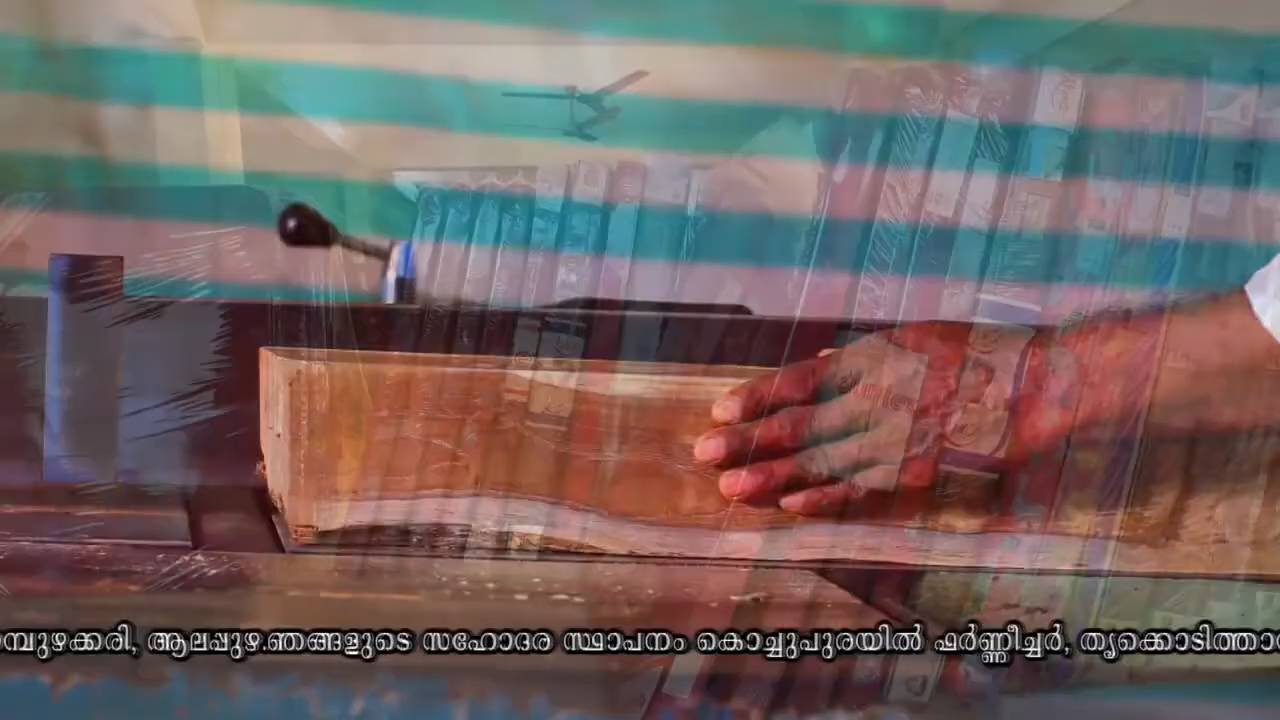 മ്പുഴക്കരി, ആലപ്പുഴ.ഞങ്ങളുടെ സഹോദര സ്ഥാപനം കൊച്ചുപുരയിൽ ഫർണ്ണീച്ചർ, തൃക്കൊടിത്താ